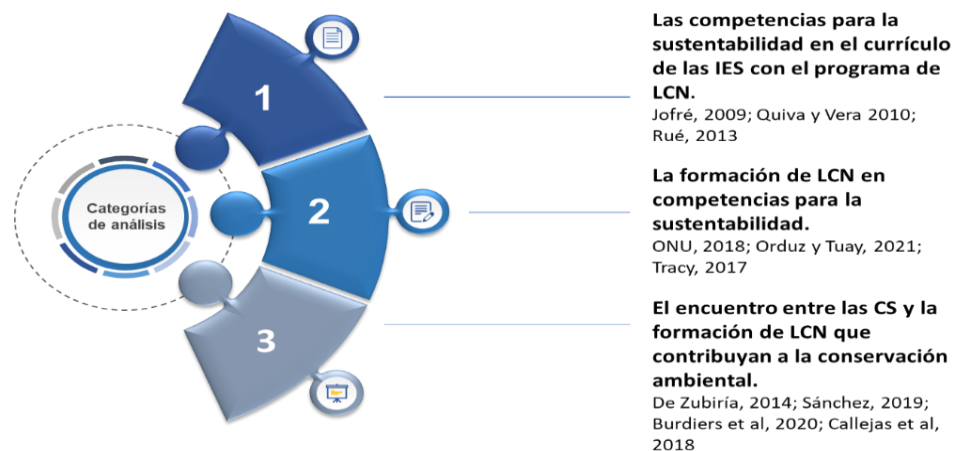 Categorías
de análisis
1
Las competencias para la
sustentabilidad en el currículo
de las IES con el programa de
LCN.
Jofré, 2009; Quiva y Vera 2010;
Rué, 2013
2
La formación de LCN en
competencias para la
sustentabilidad.
ONU, 2018; Orduz y Tuay, 2021;
Tracy, 2017
3
El encuentro entre las CS y la
formación de LCN que
contribuyan a la conservación
ambiental.
De Zubiría, 2014; Sánchez, 2019;
Burdiers et al, 2020; Callejas et al,
2018